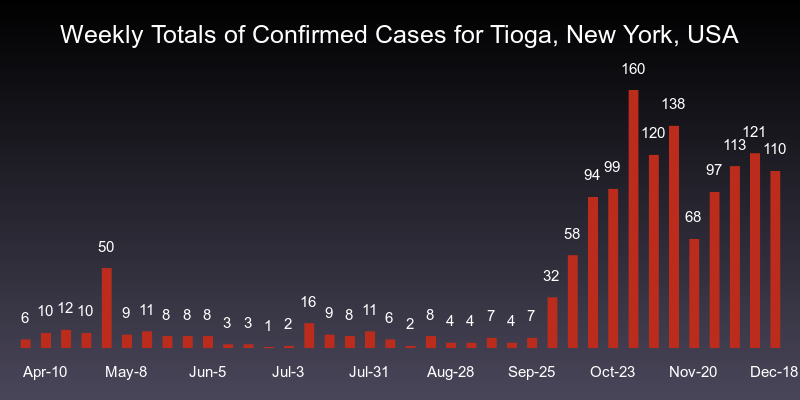 Weekly Totals of Confirmed Cases for Tioga, New York, USA
6 10 12 10 50 9 11 8 8 8 3 3 1 2 16 9 8 11 6 2 8 4 4 7 4 7 32 58 94 99 160 120 138 68 97 113 121 110
Apr-10 May-8 Jun-5 Jul-3 Jul-31 Aug-28 Sep-25 Oct-23 Nov-20 Dec-18